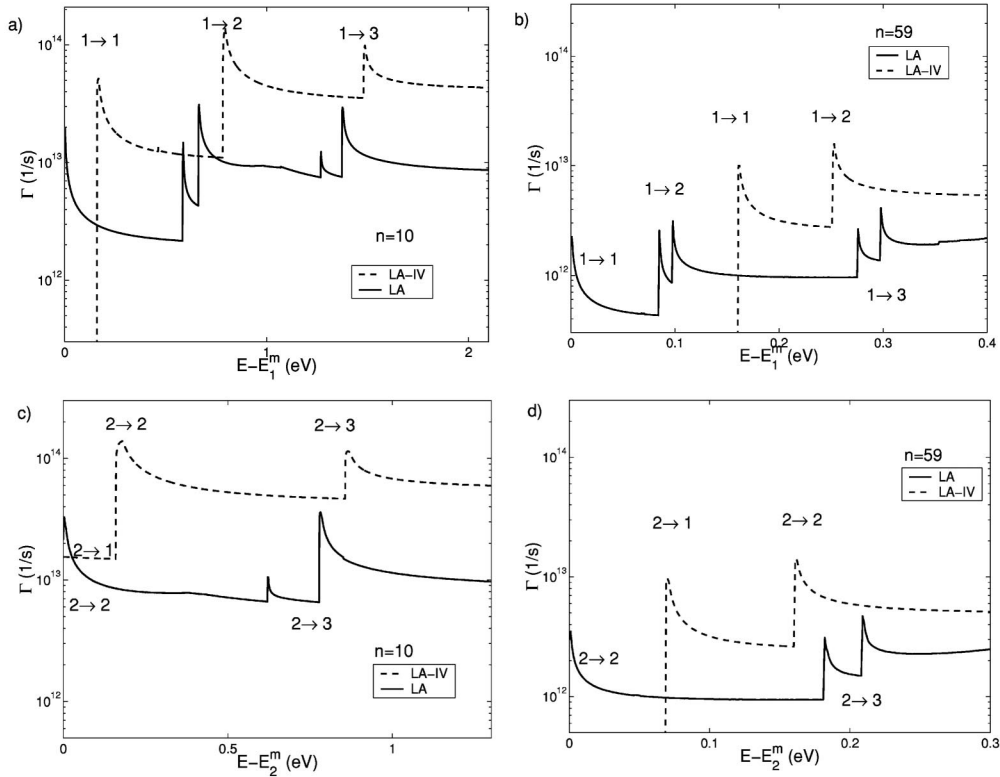 a)
1→1
1→2
1→3
10¹⁴
10¹³
10¹²
Γ (1/s)
n=10
LA-IV
LA
0
1
2
E-E₁ᵐ (eV)
b)
n=59
LA
LA-IV
1→1
1→2
1→2
1→1
1→3
10¹⁴
10¹³
10¹²
Γ (1/s)
0
0.1
0.2
0.3
0.4
E-E₁ᵐ (eV)
c)
2→2
2→3
2→1
2→2
2→3
10¹⁴
10¹³
10¹²
Γ (1/s)
n=10
LA-IV
LA
0
0.5
1
E-E₂ᵐ (eV)
d)
n=59
LA
LA-IV
2→1
2→2
2→2
2→3
10¹⁴
10¹³
10¹²
Γ (1/s)
0
0.1
0.2
0.3
E-E₂ᵐ (eV)